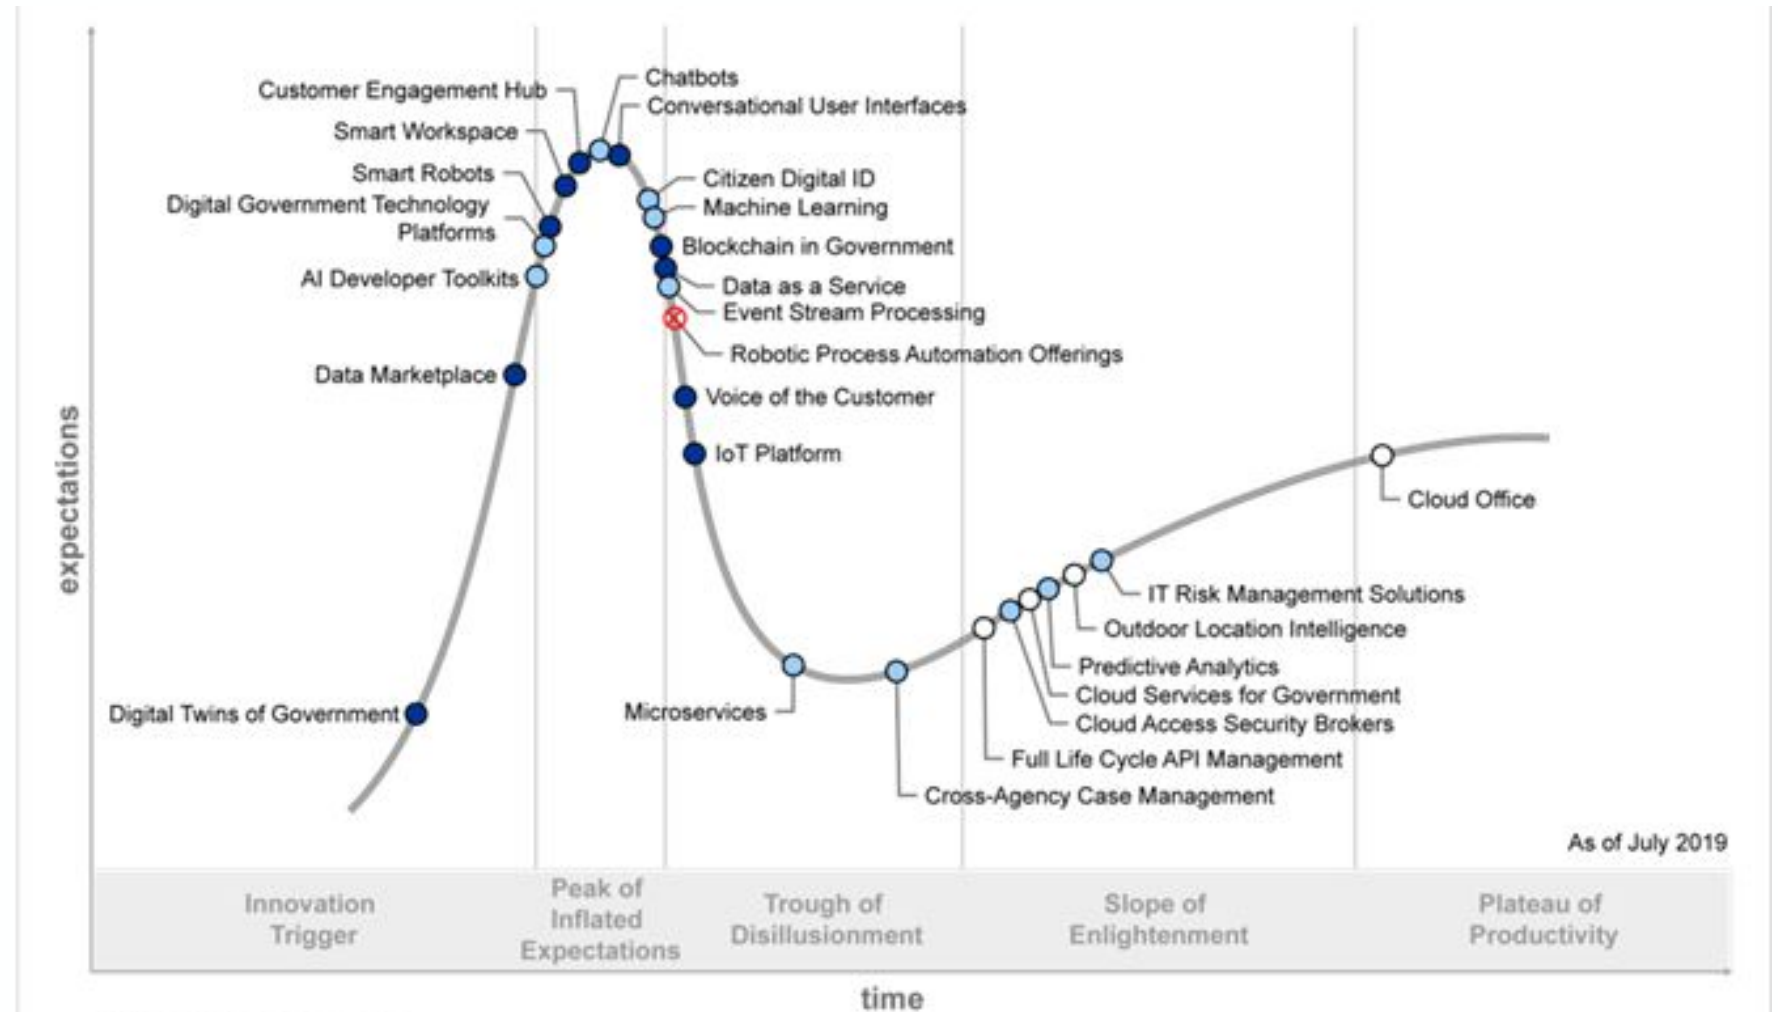 Chatbots
Customer Engagement Hub
Conversational User Interfaces
Smart Workspace
Smart Robots
Citizen Digital ID
Digital Government Technology
Platforms
Machine Learning
Blockchain in Government
AI Developer Toolkits
Data as a Service
Event Stream Processing
Robotic Process Automation Offerings
Data Marketplace
Voice of the Customer
IoT Platform
expectations
Cloud Office
IT Risk Management Solutions
Outdoor Location Intelligence
Predictive Analytics
Cloud Services for Government
Digital Twins of Government
Microservices
Cloud Access Security Brokers
Full Life Cycle API Management
Cross-Agency Case Management
As of July 2019
Innovation
Trigger
Peak of
Inflated
Expectations
Trough of
Disillusionment
Slope of
Enlightenment
Plateau of
Productivity
time